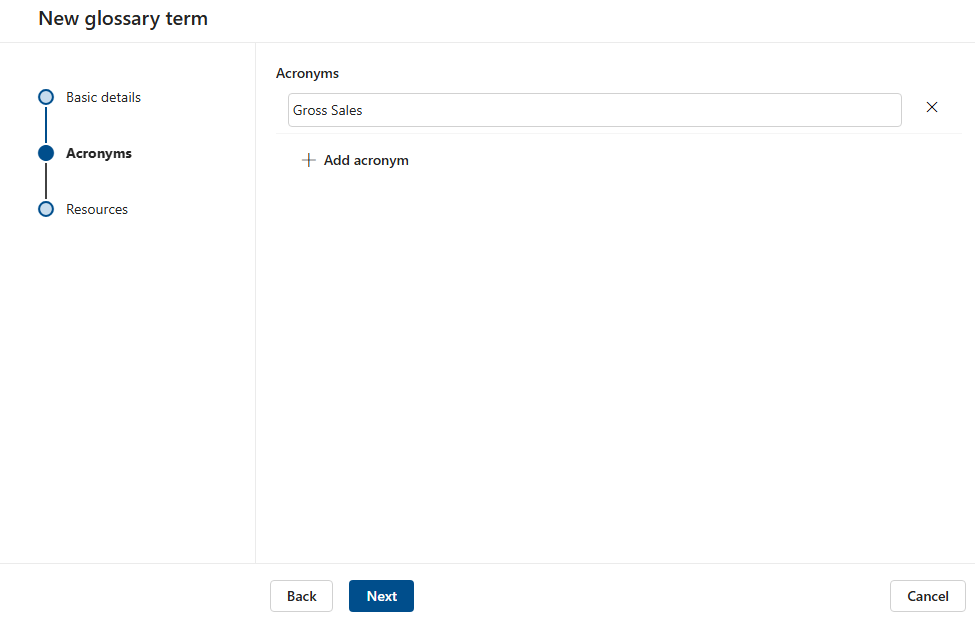 New glossary term
Basic details
Acronyms
Resources
Acronyms
Gross Sales
Add acronym
Back
Next
Cancel